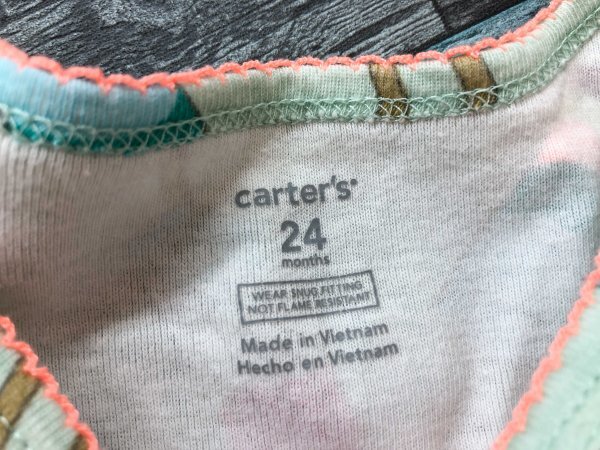 carter's
24
months
WEAR SNUG-FITTING
NOT FLAME RESISTANT
Made in Vietnam
Hecho en Vietnam